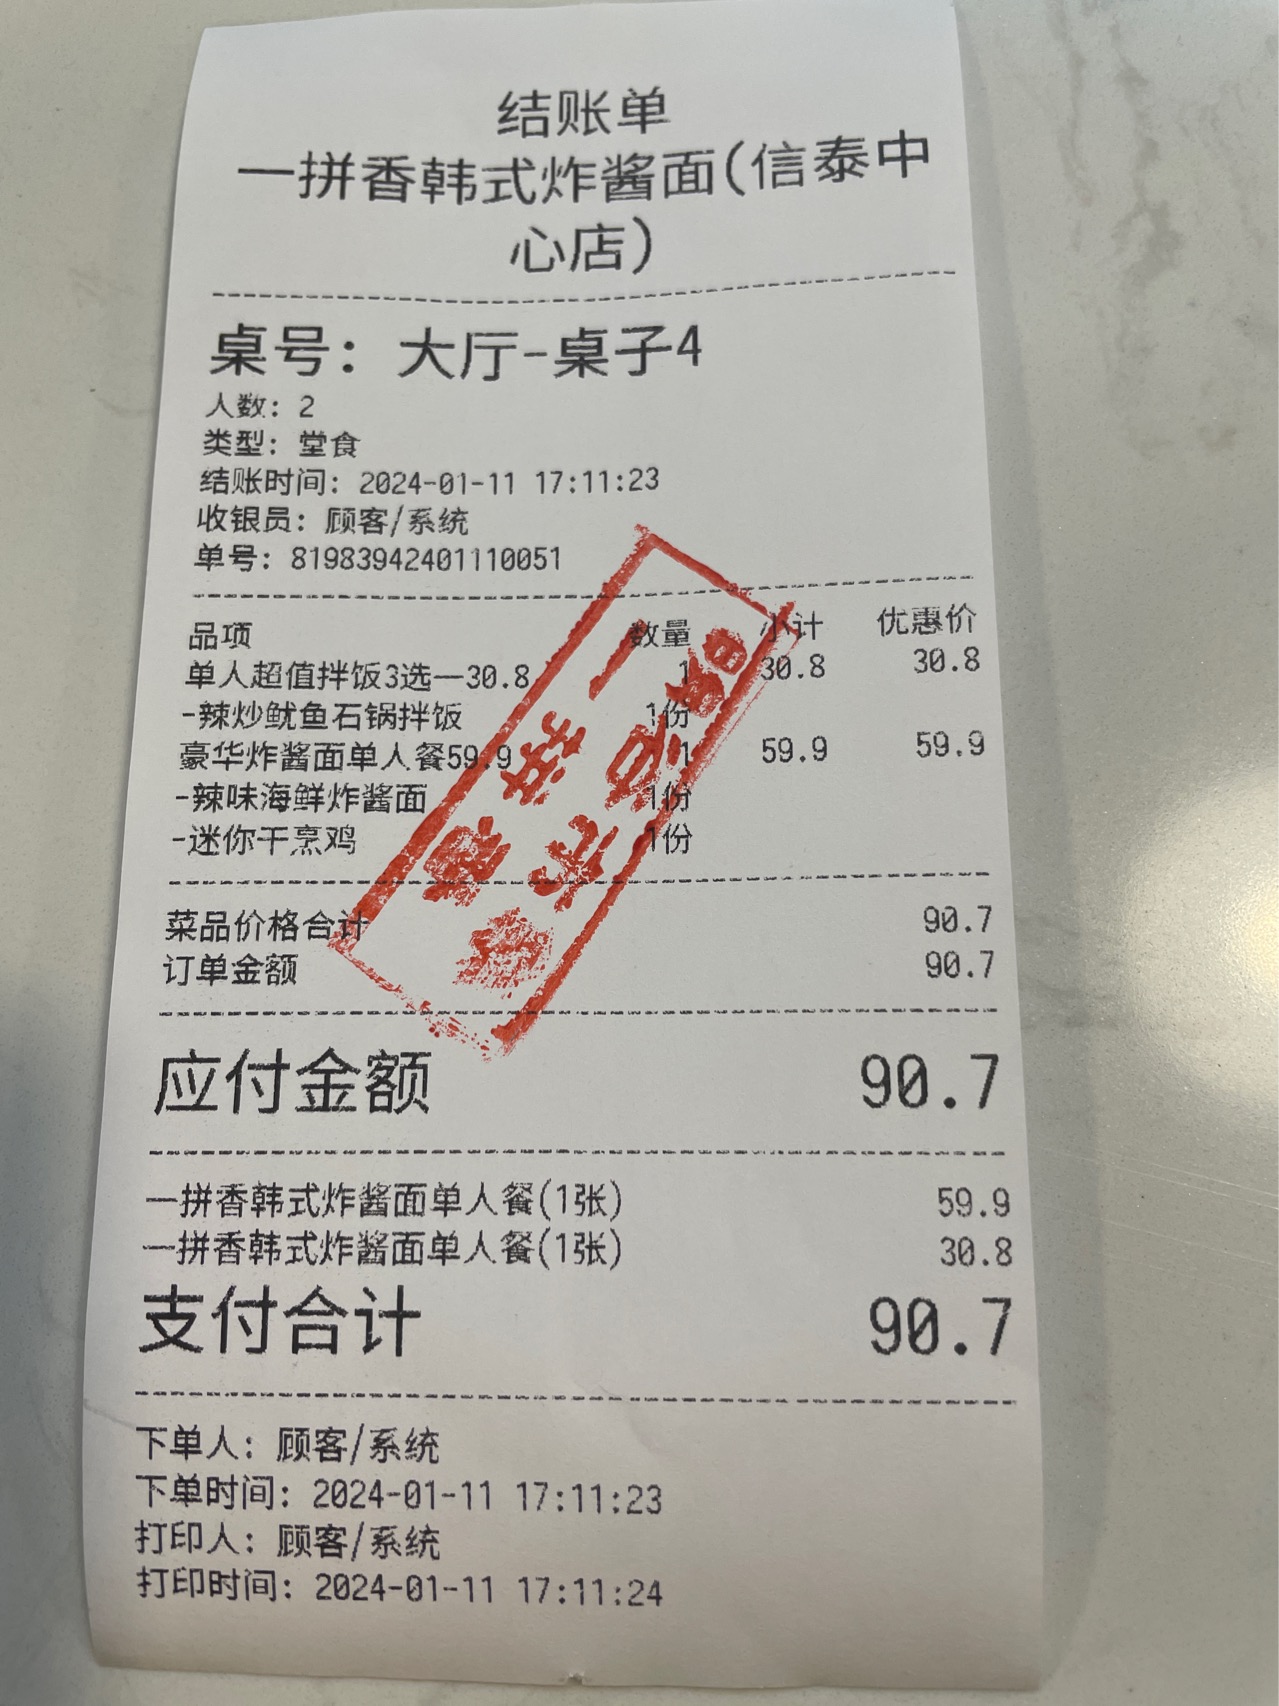 结账单
一拼香韩式炸酱面(信泰中
心店)
桌号：大厅-桌子4
人数：2
类型：堂食
结账时间：2024-01-11 17:11:23
收银员：顾客/系统
单号：81983942401110051
品项 数量 小计 优惠价
单人超值拌饭3选一30.8 1 30.8 30.8
-辣炒鱿鱼石锅拌饭 1份
豪华炸酱面单人餐59.9 1 59.9 59.9
-辣味海鲜炸酱面 1份
-迷你干烹鸡 1份
菜品价格合计 90.7
订单金额 90.7
应付金额 90.7
一拼香韩式炸酱面单人餐(1张) 59.9
一拼香韩式炸酱面单人餐(1张) 30.8
支付合计 90.7
下单人：顾客/系统
下单时间：2024-01-11 17:11:23
打印人：顾客/系统
打印时间：2024-01-11 17:11:24
一拼香